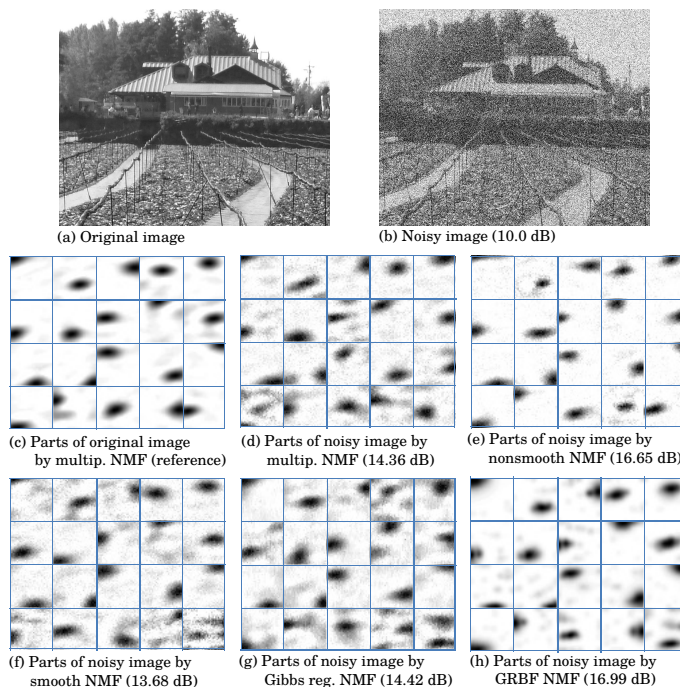 (a) Original image
(b) Noisy image (10.0 dB)
(c) Parts of original image
by multip. NMF (reference)
(d) Parts of noisy image by
multip. NMF (14.36 dB)
(e) Parts of noisy image by
nonsmooth NMF (16.65 dB)
(f) Parts of noisy image by
smooth NMF (13.68 dB)
(g) Parts of noisy image by
Gibbs reg. NMF (14.42 dB)
(h) Parts of noisy image by
GRBF NMF (16.99 dB)